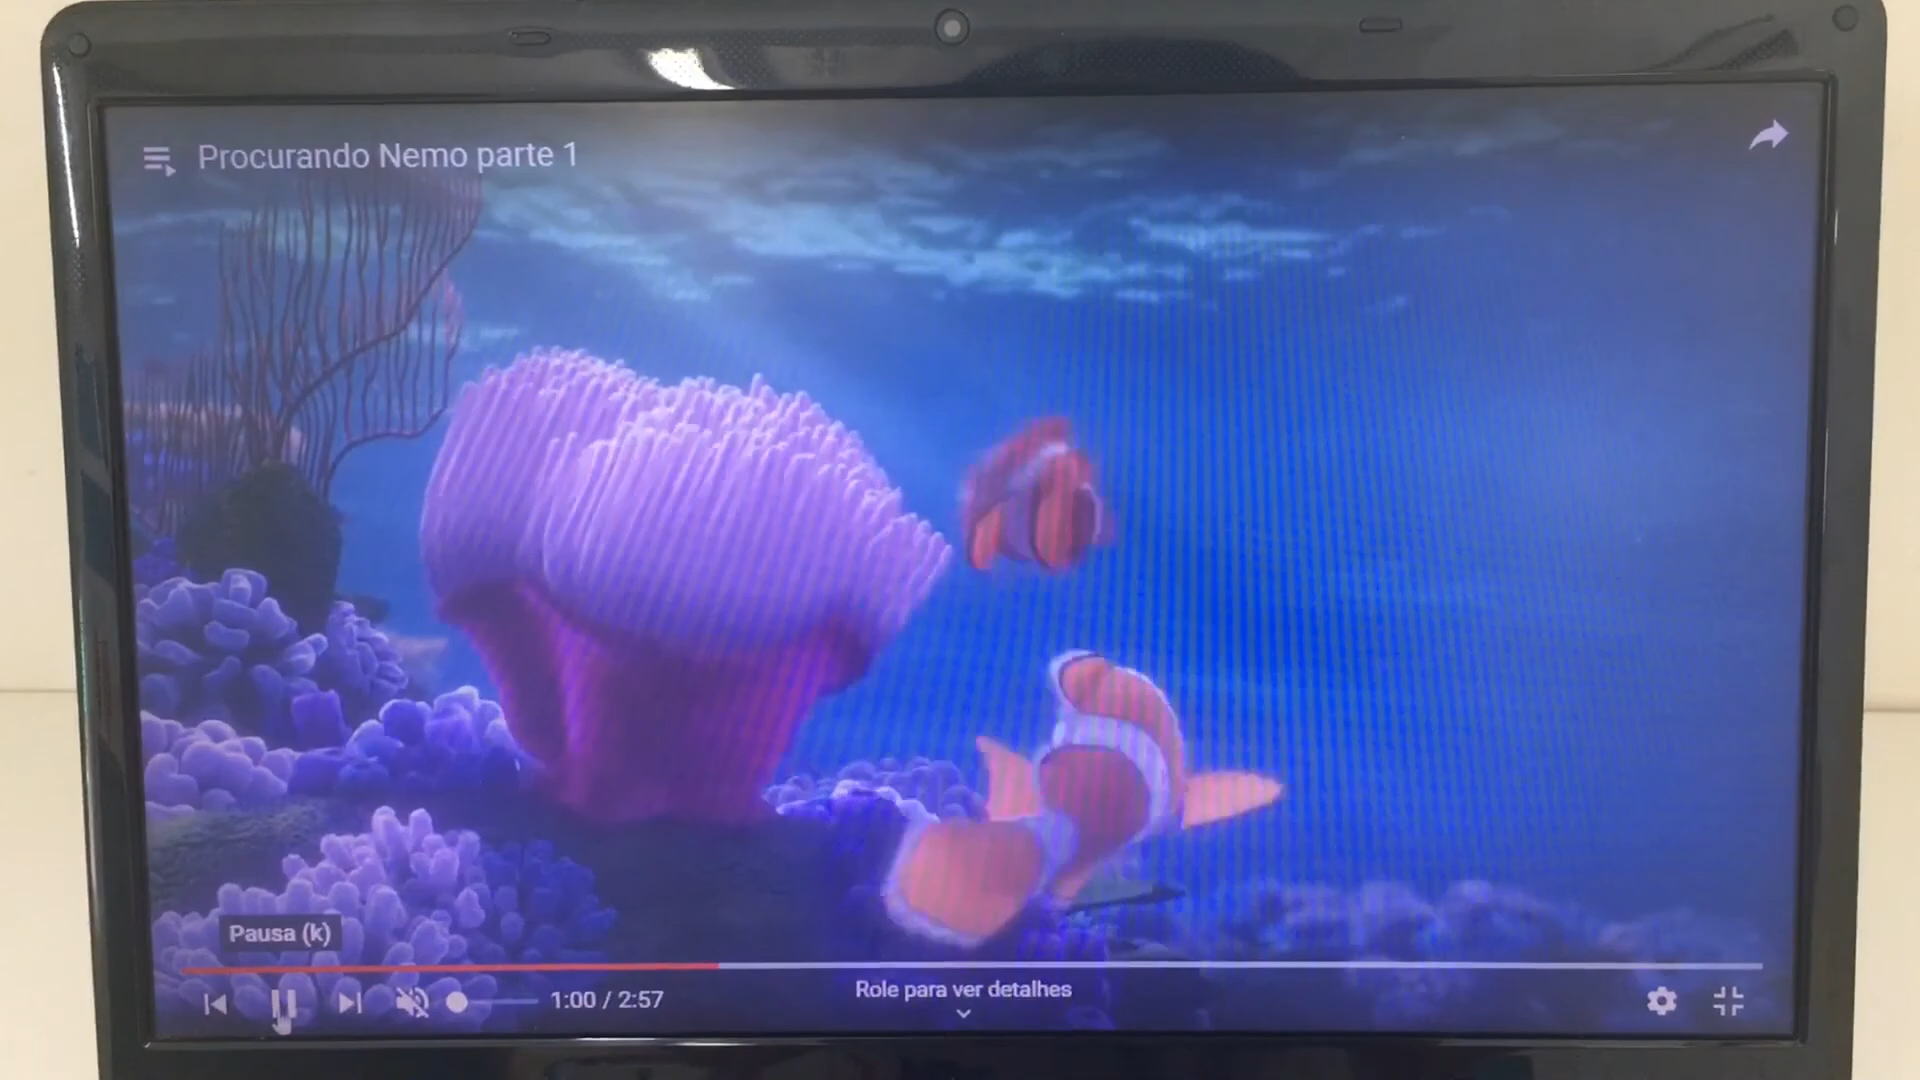 Procurando Nemo parte 1
Pausa (k)
1:00 / 2:57
Role para ver detalhes